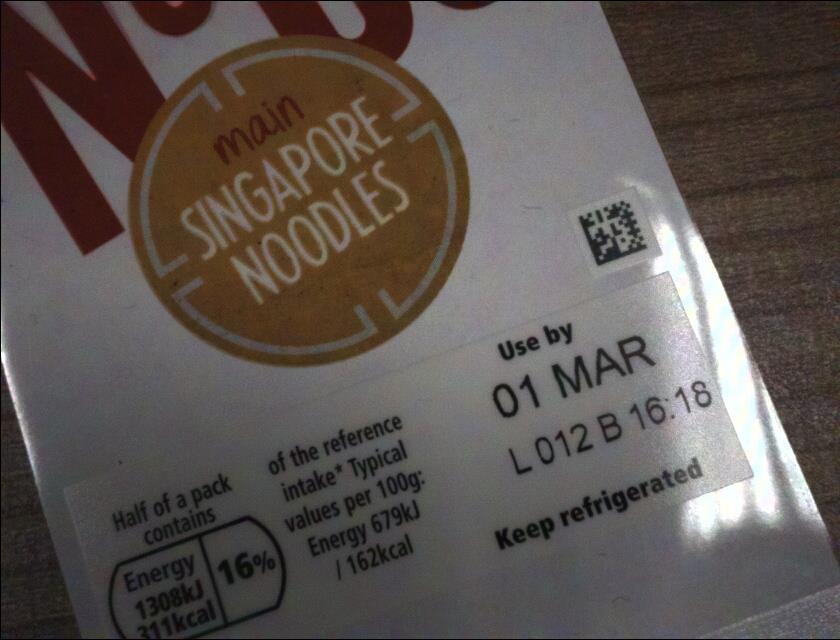 main
SINGAPORE
NOODLES
Use by
01 MAR
L 012 B 16:18
Keep refrigerated
Half of a pack
contains
Energy
1308kJ
311kcal
16%
of the reference
intake* Typical
values per 100g:
Energy 679kJ
/ 162kcal